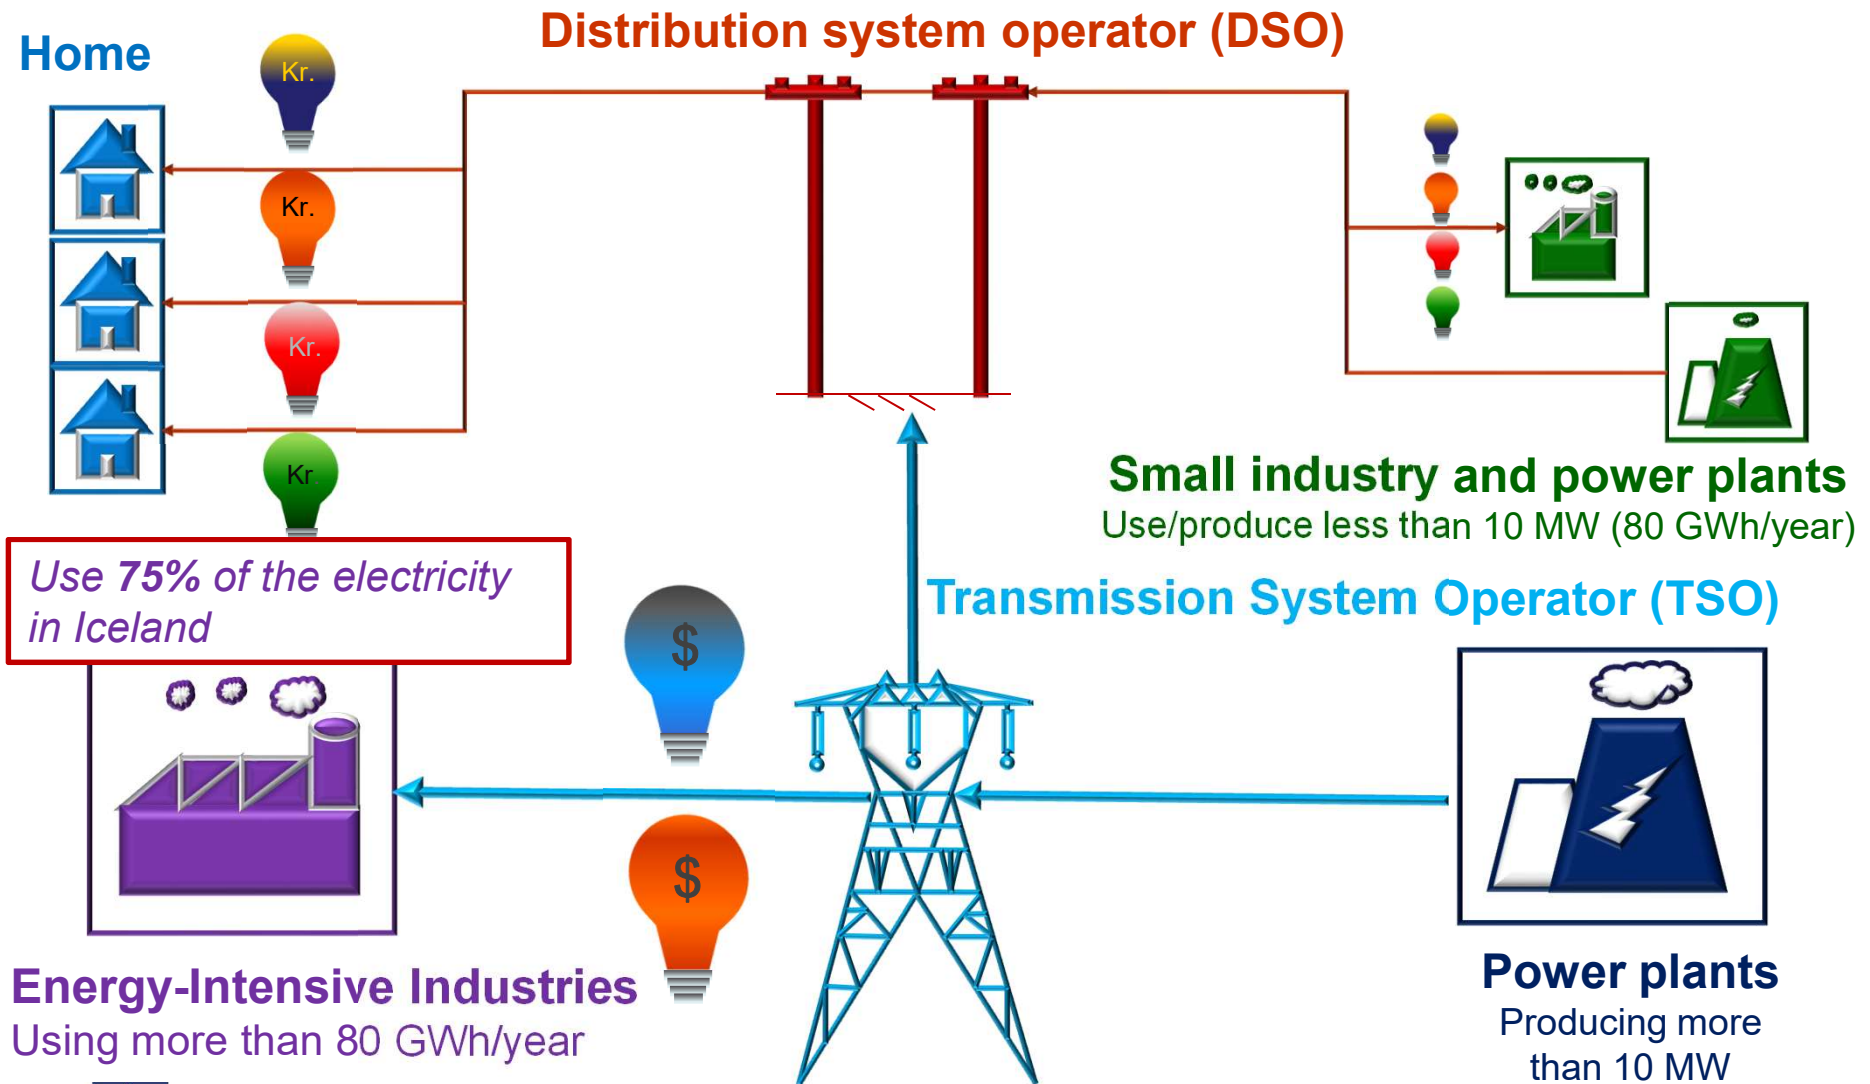 Distribution system operator (DSO)
Home
Kr.
Kr.
Kr.
Kr
Small industry and power plants
Use/produce less than 10 MW (80 GWh/year)
Use 75% of the electricity
in Iceland
Transmission System Operator (TSO)
$
$
Energy-Intensive Industries
Using more than 80 GWh/year
Power plants
Producing more
than 10 MW